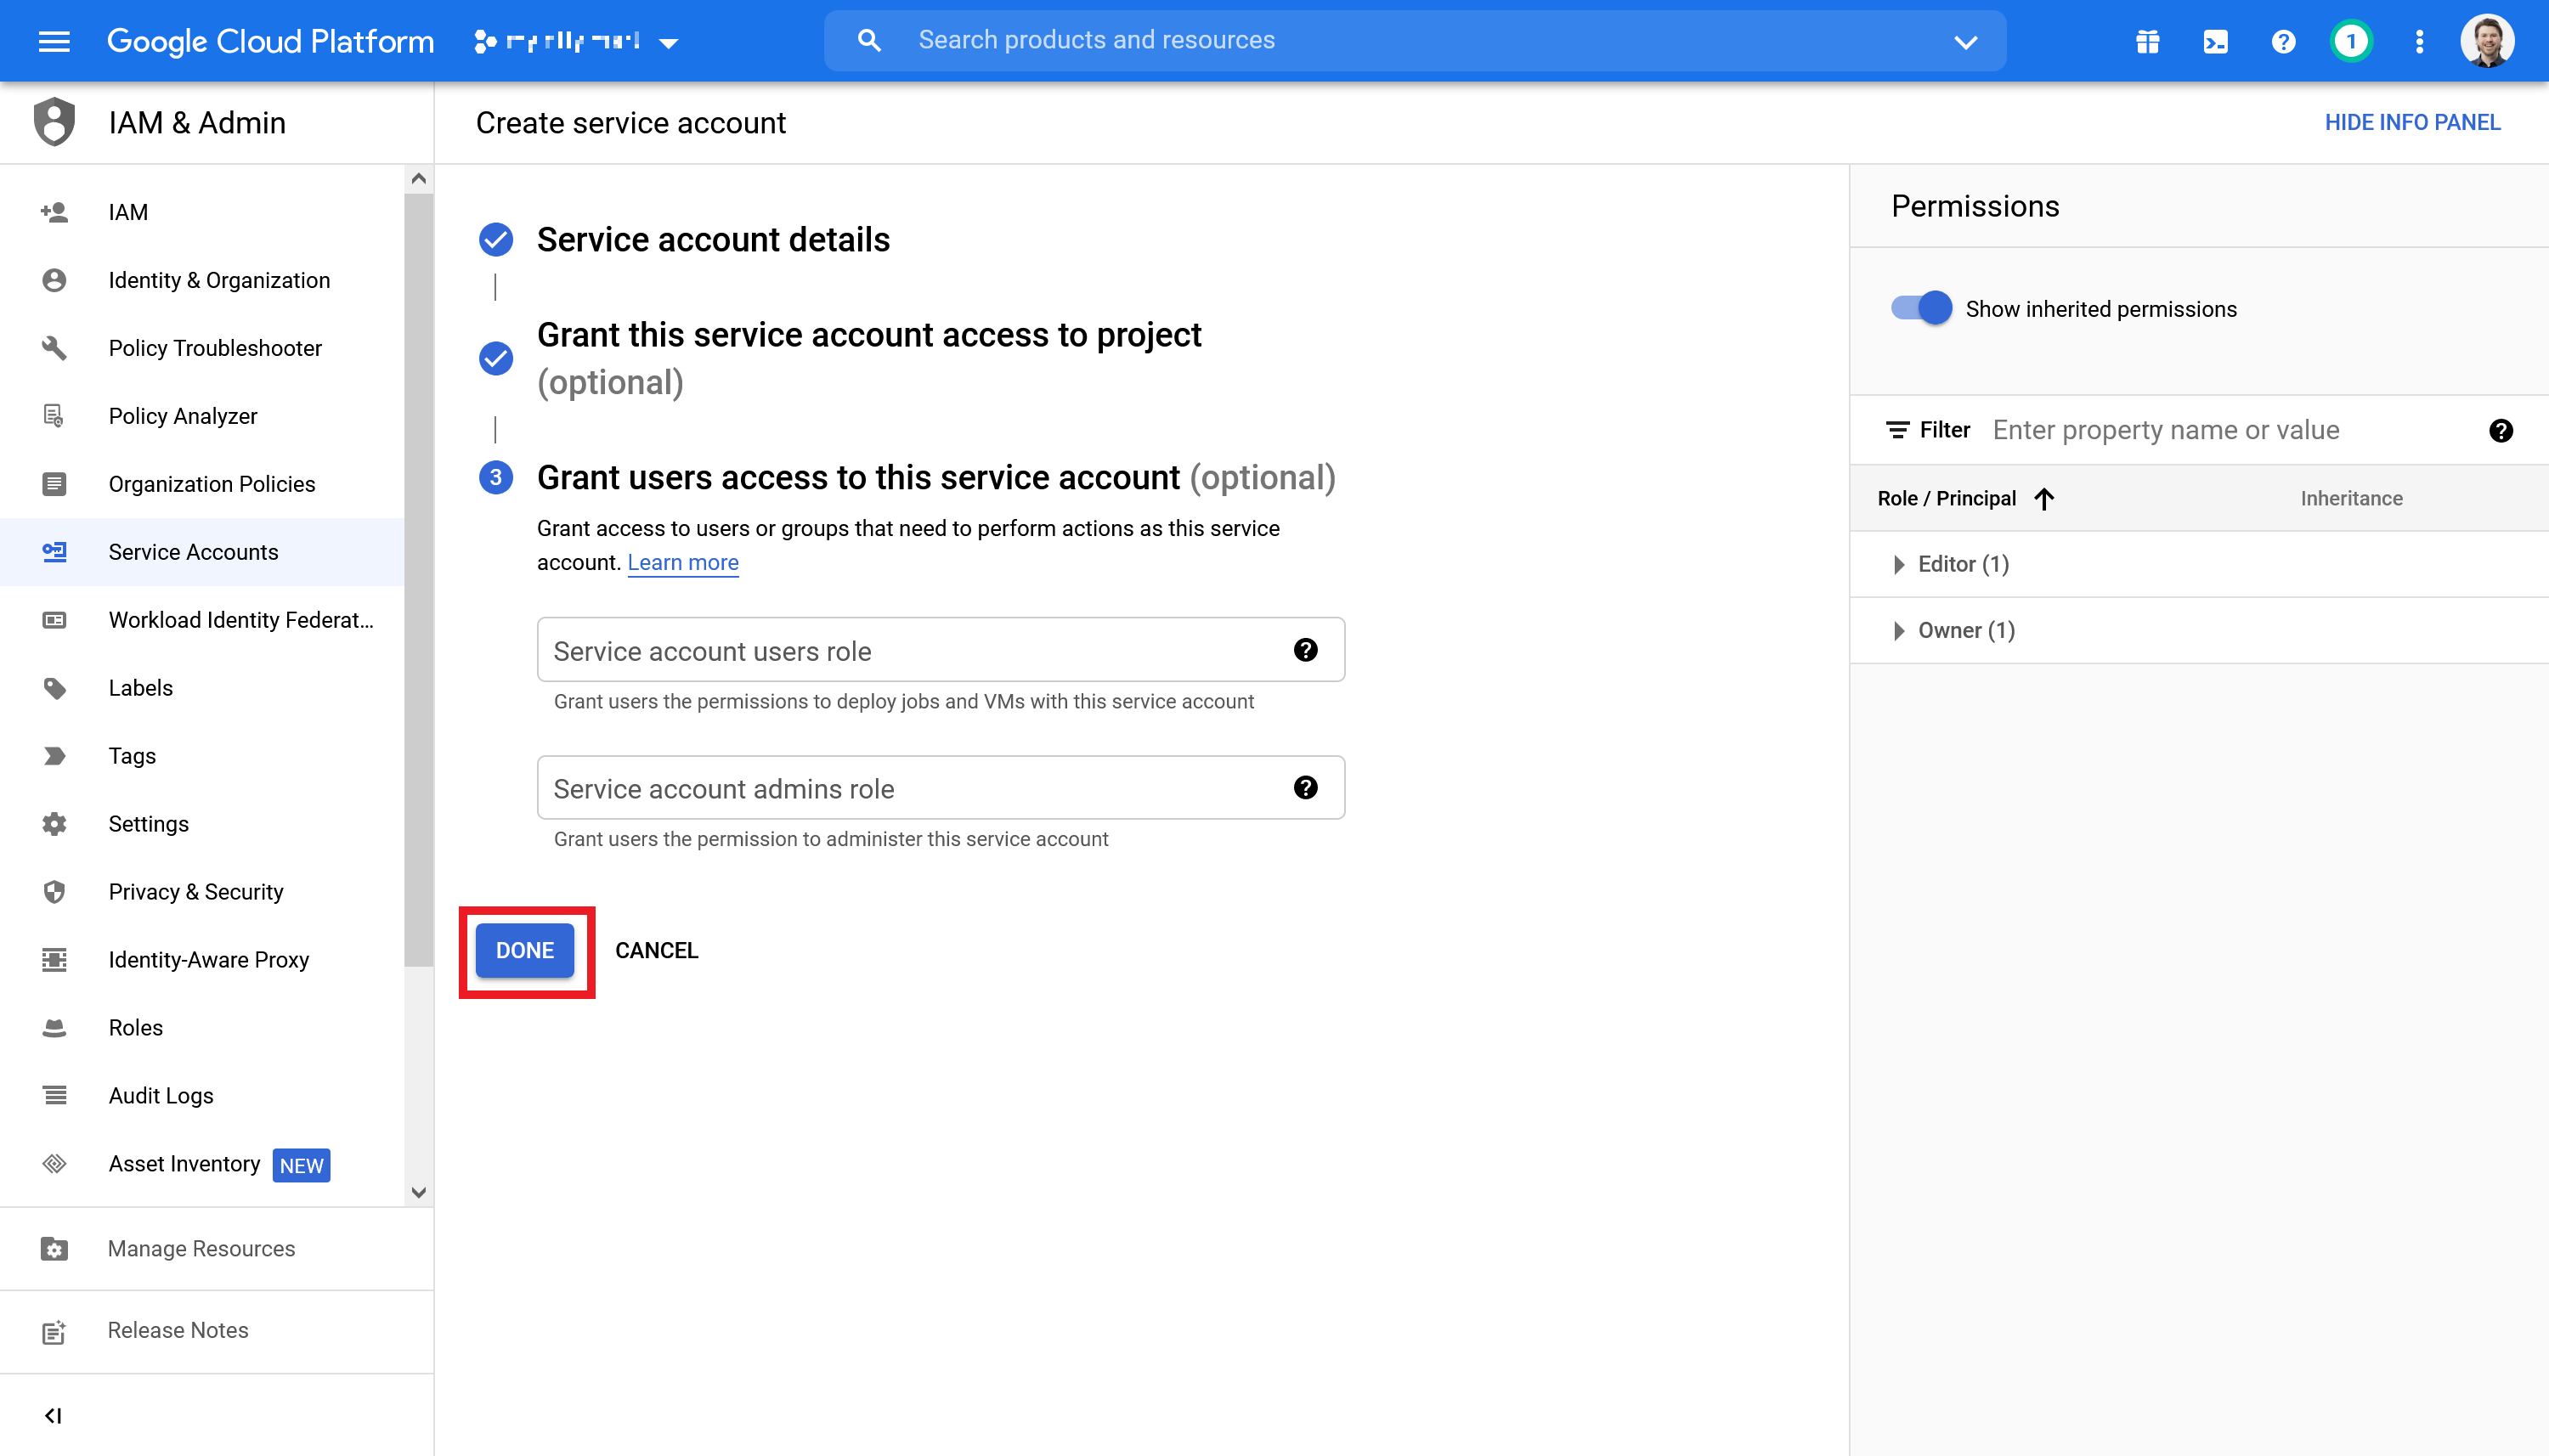 Google Cloud Platform
Search products and resources
1
IAM & Admin
Create service account
HIDE INFO PANEL
IAM
Identity & Organization
Policy Troubleshooter
Policy Analyzer
Organization Policies
Service Accounts
Workload Identity Federat...
Labels
Tags
Settings
Privacy & Security
Identity-Aware Proxy
Roles
Audit Logs
Asset Inventory NEW
Manage Resources
Release Notes
Service account details
Grant this service account access to project
(optional)
3 Grant users access to this service account (optional)
Grant access to users or groups that need to perform actions as this service
account. Learn more
Service account users role
Grant users the permissions to deploy jobs and VMs with this service account
Service account admins role
Grant users the permission to administer this service account
DONE CANCEL
Permissions
Show inherited permissions
Filter Enter property name or value
Role / Principal Inheritance
Editor (1)
Owner (1)